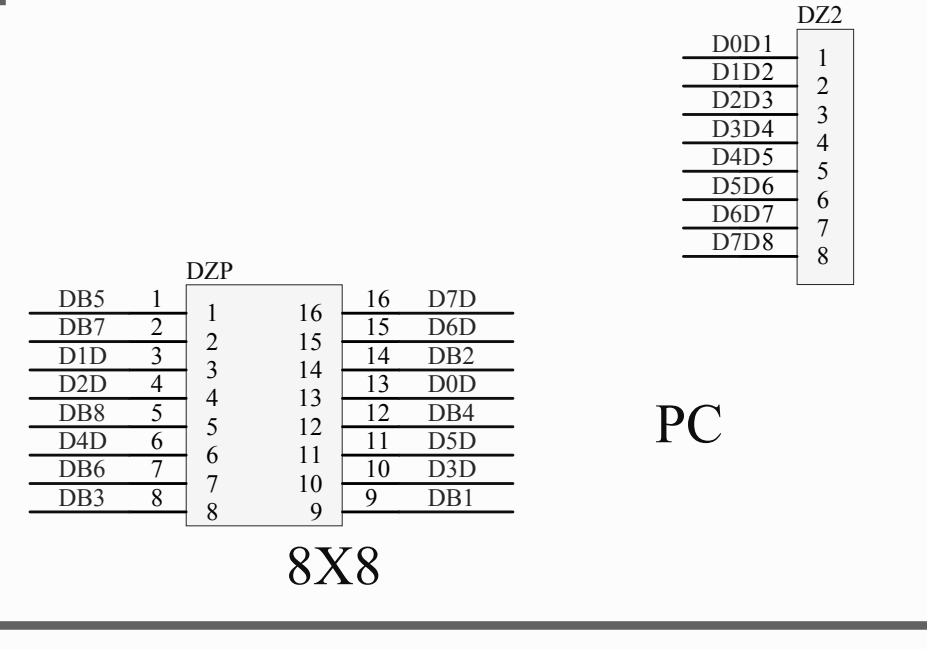 DZ2
D0D1 1
D1D2 2
D2D3 3
D3D4 4
D4D5 5
D5D6 6
D6D7 7
D7D8 8
DZP
DB5 1 1 16 16 D7D
DB7 2 2 15 15 D6D
D1D 3 3 14 14 DB2
D2D 4 4 13 13 D0D
DB8 5 5 12 12 DB4
D4D 6 6 11 11 D5D
DB6 7 7 10 10 D3D
DB3 8 8 9 9 DB1
PC
8X8